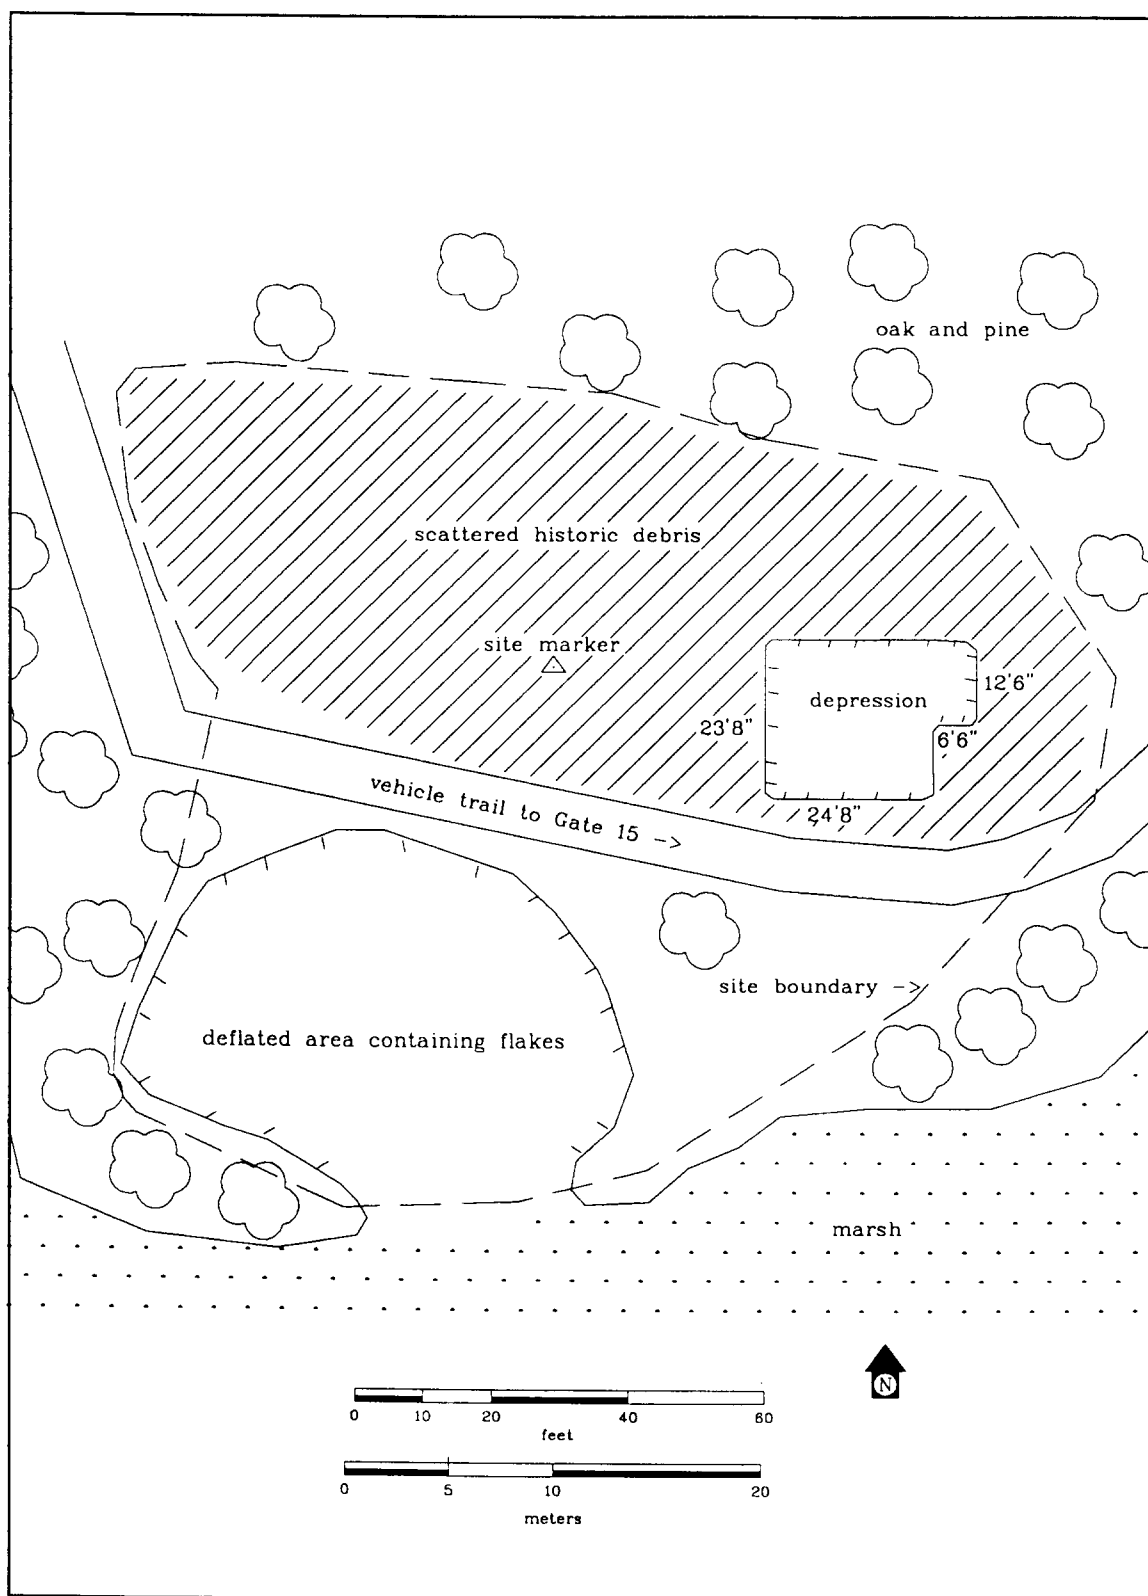 oak and pine
scattered historic debris
site marker
depression
12'6"
23'8"
6'6"
24'8"
vehicle trail to Gate 15 ->
site boundary ->
deflated area containing flakes
marsh
N
0 10 20 40 60
feet
0 5 10 20
meters